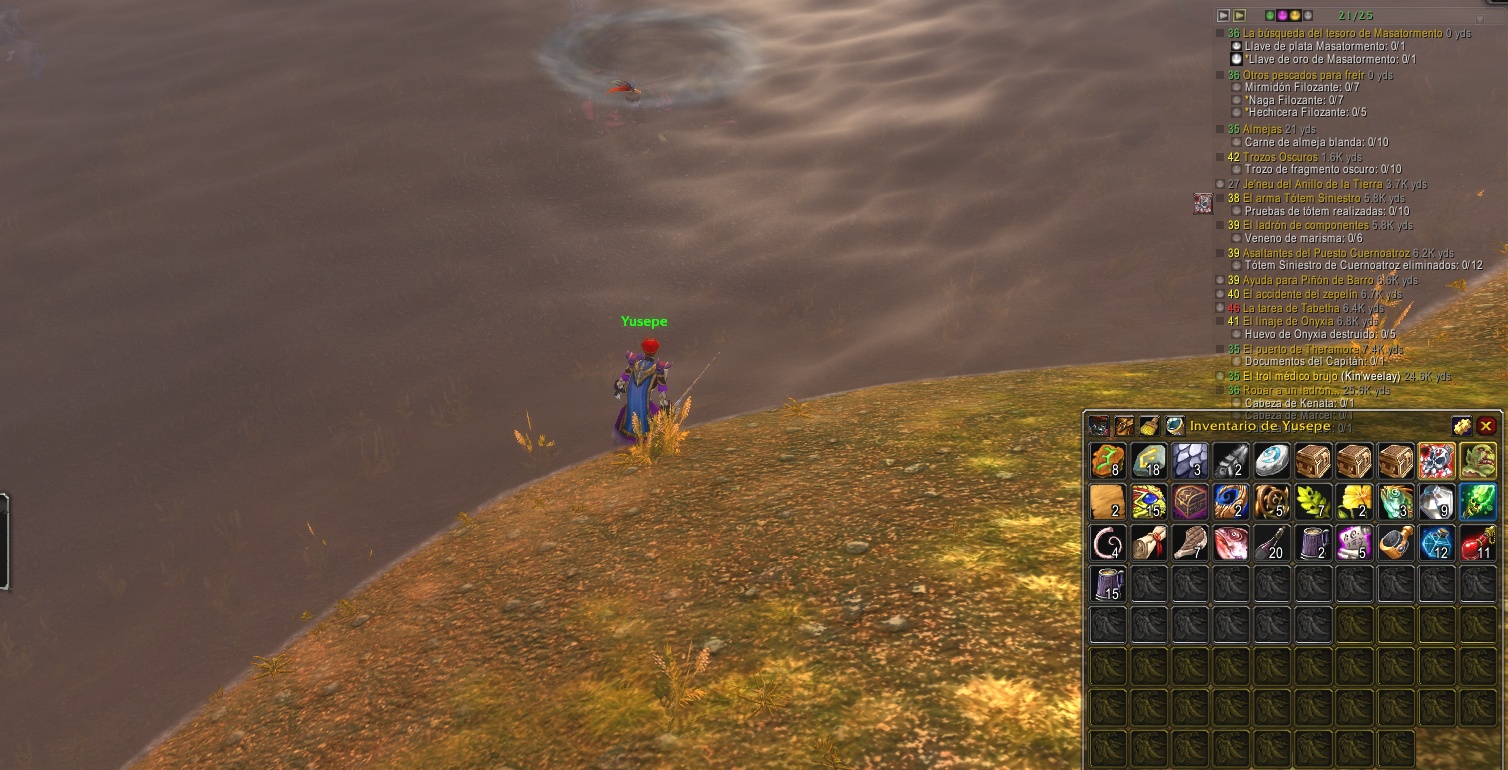 21/25
36 La búsqueda del tesoro de Masatormento 0 yds
Llave de plata Masatormento: 0/1
*Llave de oro de Masatormento: 0/1
36 Otros pescados para freír 0 yds
Mirmidón Filozante: 0/7
*Naga Filozante: 0/7
*Hechicera Filozante: 0/5
35 Almejas 21 yds
Carne de almeja blanda: 0/10
42 Trozos Oscuros 1.6K yds
Trozo de fragmento oscuro: 0/10
27 Je'neu del Anillo de la Tierra 3.7K yds
38 El arma Tótem Siniestro 5.8K yds
Pruebas de tótem realizadas: 0/10
39 El ladrón de componentes 5.8K yds
Veneno de marisma: 0/6
39 Asaltantes del Puesto Cuernoatroz 6.2K yds
Tótem Siniestro de Cuernoatroz eliminados: 0/12
39 Ayuda para Piñón de Barro yds
40 El accidente del zepelín 6.7K yds
La tarea de Tabetha 6.4K yds
41 El linaje de Onyxia 6.8K yds
Huevo de Onyxia destruido: 0/5
35 El puerto de Theramore 7.4K yds
Documentos del Capitán: 0/1
35 El trol médico brujo (Kin'weelay) 24.6K yds
36 Robar a un ladrón... yds
Cabeza de Kenata: 0/1
Cabeza de Marcel: 0/1
: 0/1
Yusepe
Inventario de Yusepe
8 18 3 2
2 15 2 5 7 2 3 9
4 7 20 2 5 12 11
15